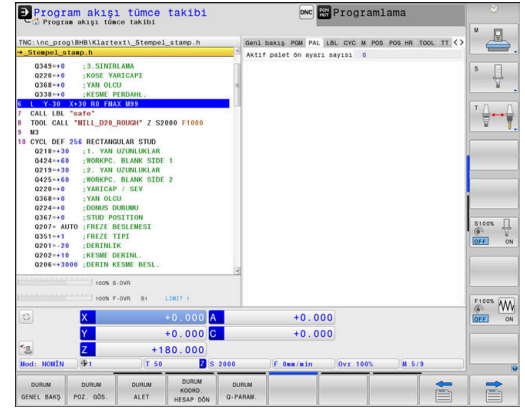 Program akışı tümce takibi
Program akışı tümce takibi
DNC
Programlama
TNC:\nc_prog\BHB\Klartext\_Stempel_stamp.h
→_Stempel_stamp.h
Q349=+0 ;3.SINIRLAMA
Q220=+0 ;KOSE YARICAPI
Q368=+0 ;YAN OLCU
Q338=+0 ;KESME PERDAHL.
6 L Y-30 X+30 R0 FMAX M99
7 CALL LBL "safe"
8 TOOL CALL "MILL_D20_ROUGH" Z S2000 F1000
9 M3
10 CYCL DEF 256 RECTANGULAR STUD
Q218=+30 ;1. YAN UZUNLUKLAR
Q424=+60 ;WORKPC. BLANK SIDE 1
Q219=+30 ;2. YAN UZUNLUKLAR
Q425=+60 ;WORKPC. BLANK SIDE 2
Q220=+0 ;YARICAP / SEV
Q368=+0 ;YAN OLCU
Q224=+0 ;DONUS DURUMU
Q367=+0 ;STUD POSITION
Q207= AUTO ;FREZE BESLEMESI
Q351=+1 ;FREZE TIPI
Q201=-20 ;DERINLIK
Q202=+10 ;KESME DERINL.
Q206=+3000 ;DERIN KESME BESL.
Genl bakış PGM PAL LBL CYC M POS POS HR TOOL TT
Aktif palet ön ayarı sayısı 0
100% S-OVR
100% F-OVR S1 LIMIT 1
X +0.000 A +0.000
Y +0.000 C +0.000
Z +180.000
Mod: NOMİN 1 T 50 Z S 2000 F 0mm/min Ovr 100% M 5/9
DURUM GENEL BAKŞ
DURUM POZ. GÖS.
DURUM ALET
DURUM KOORD. HESAP DÖN
DURUM Q-PARAM.
M
S
T
S100%
OFF ON
F100%
OFF ON